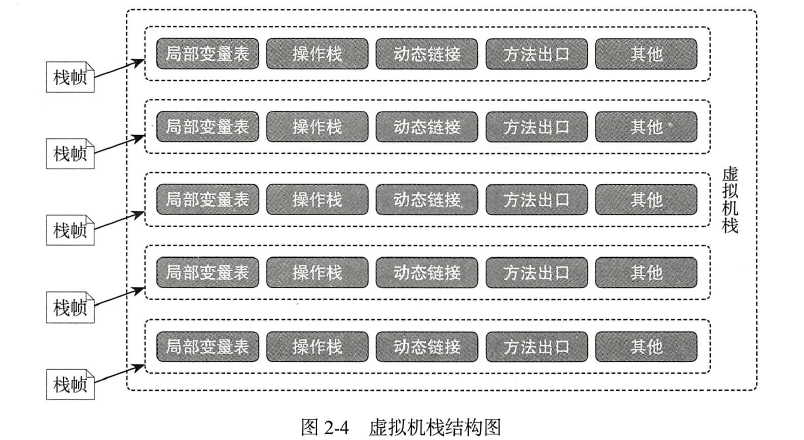 局部变量表 操作栈 动态链接 方法出口 其他
栈帧
局部变量表 操作栈 动态链接 方法出口 其他
栈帧
局部变量表 操作栈 动态链接 方法出口 其他
栈帧
局部变量表 操作栈 动态链接 方法出口 其他
栈帧
局部变量表 操作栈 动态链接 方法出口 其他
栈帧
虚拟机栈
图 2-4 虚拟机栈结构图